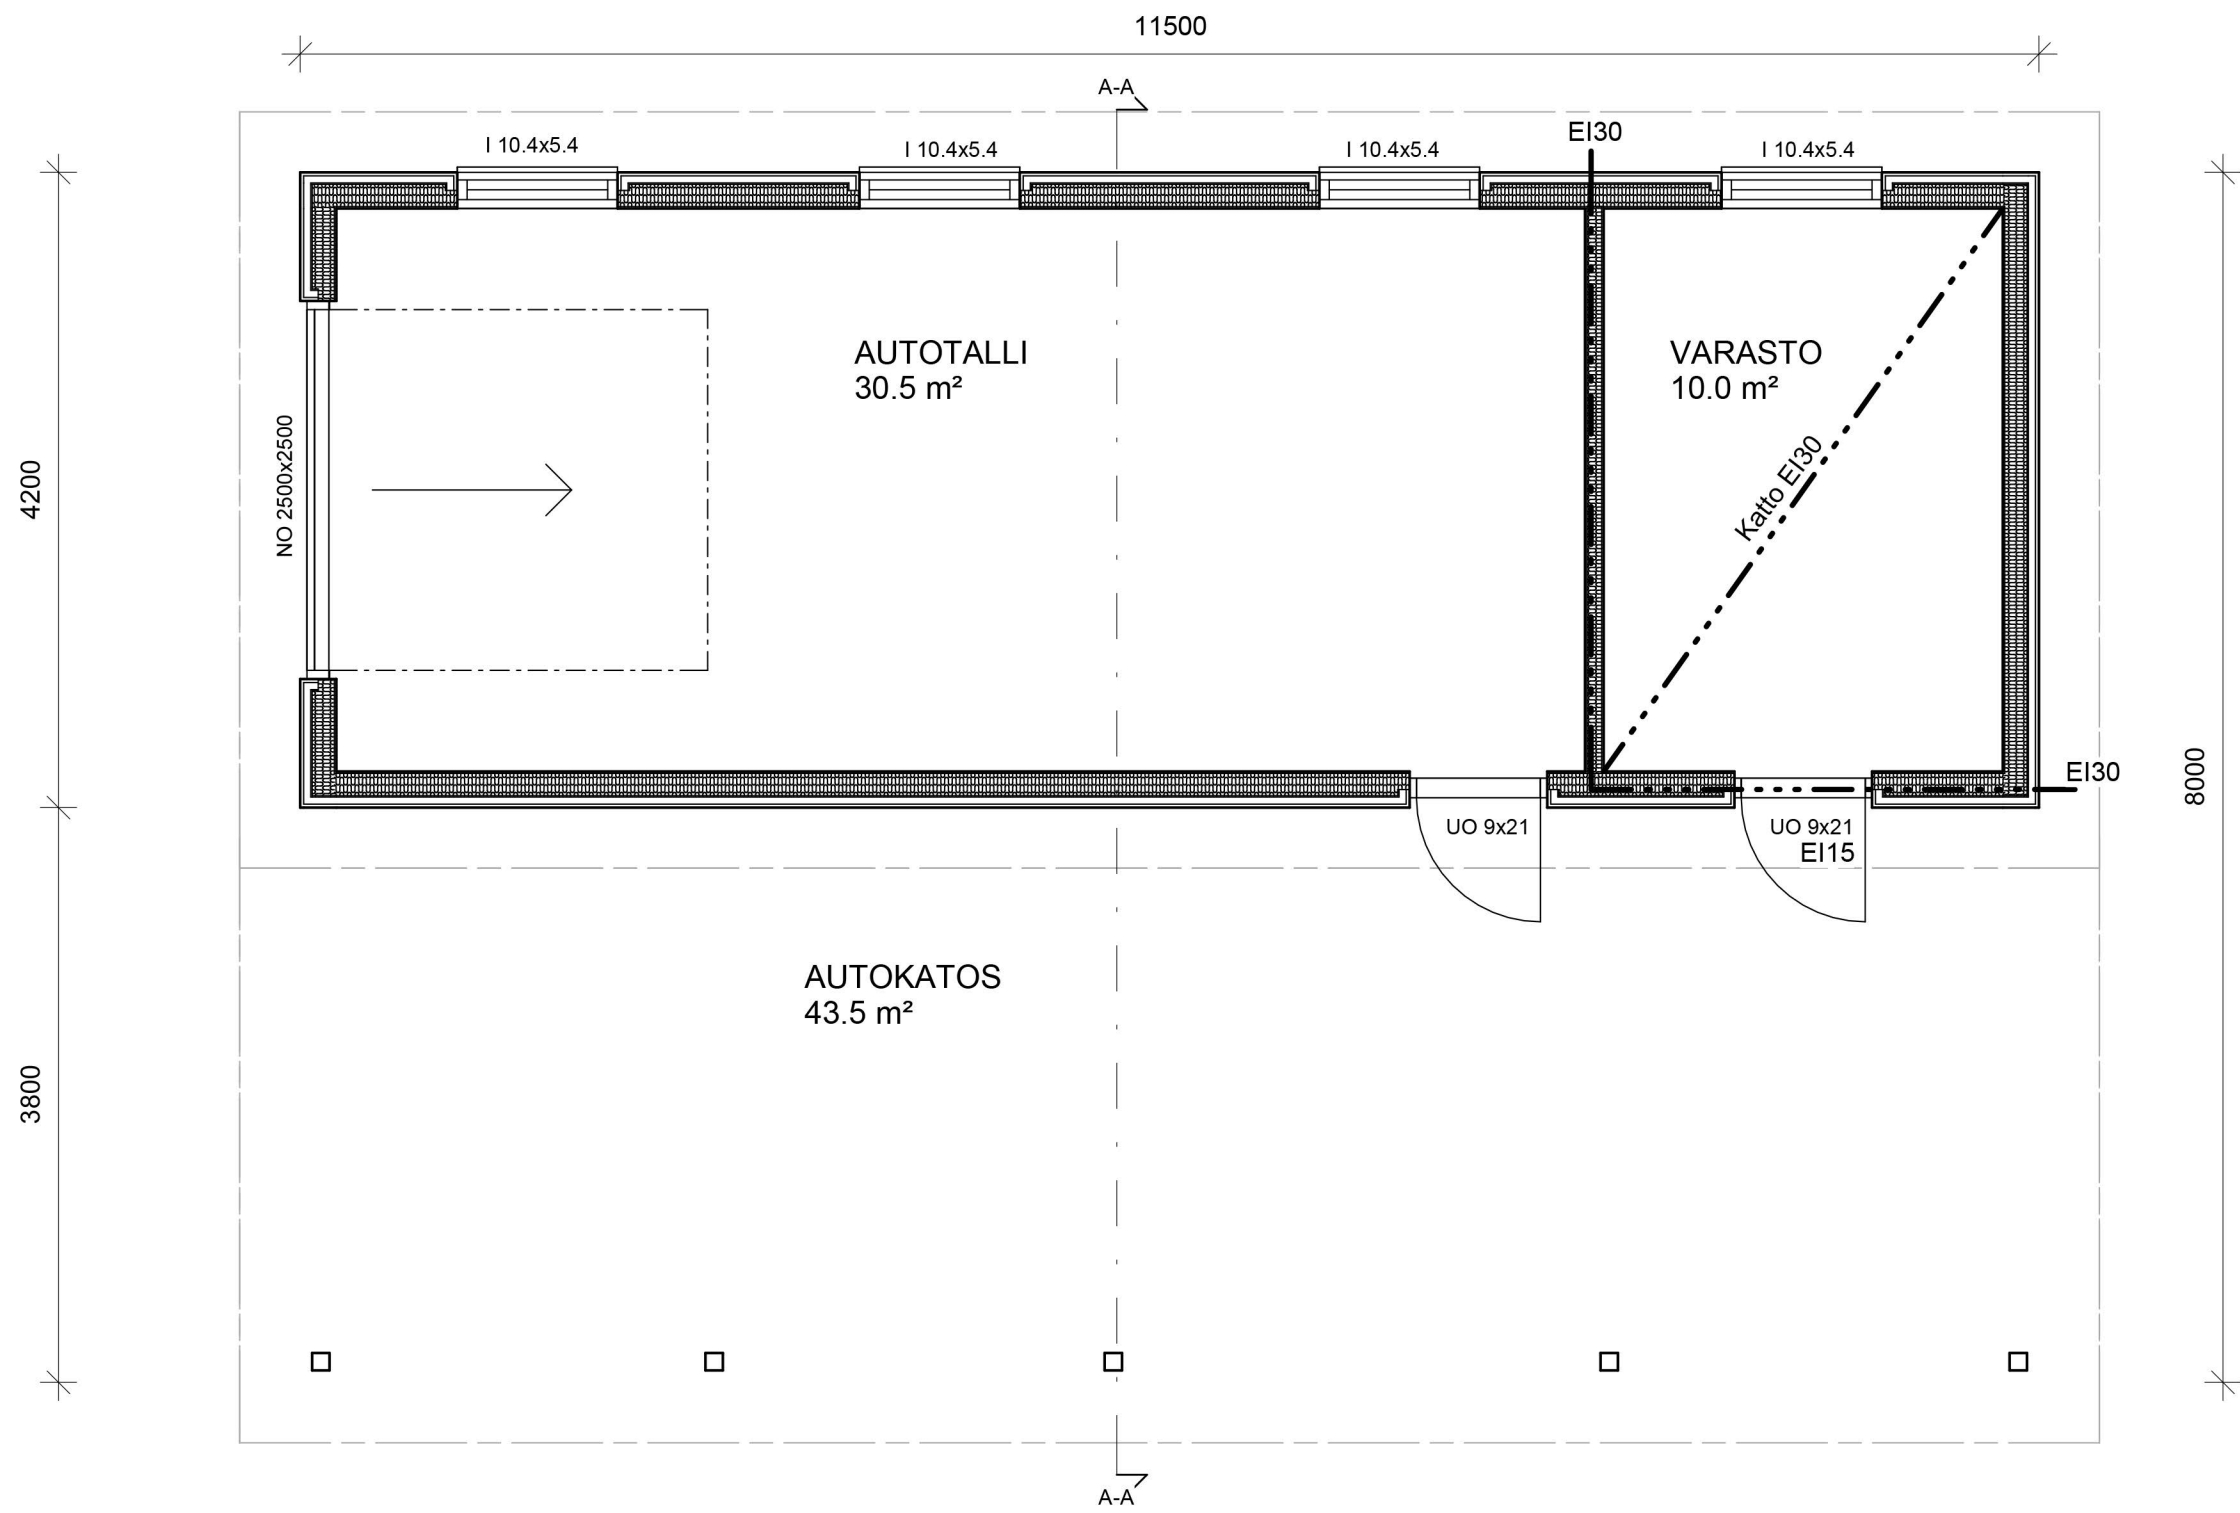 11500
A-A
EI30
I 10.4x5.4
I 10.4x5.4
I 10.4x5.4
I 10.4x5.4
AUTOTALLI
30.5 m²
VARASTO
10.0 m²
4200
NO 2500x2500
Katto EI30
8000
EI30
UO 9x21
UO 9x21
EI15
AUTOKATOS
43.5 m²
3800
A-A